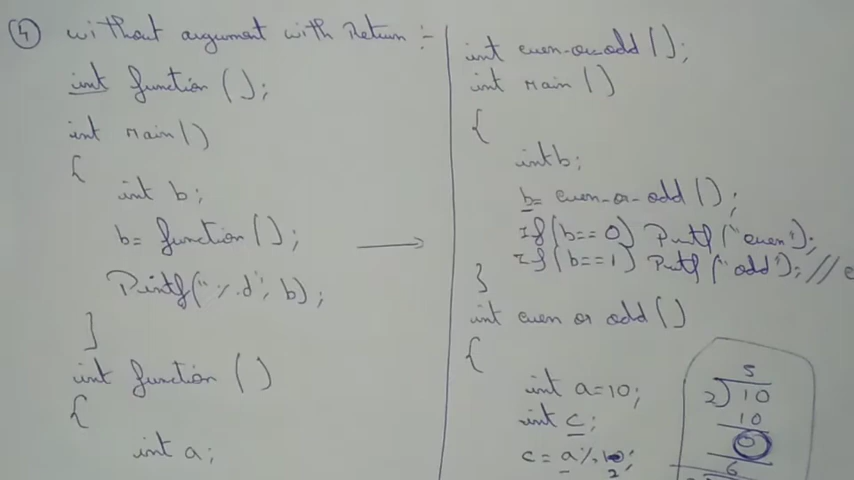 4 without argument with Return :-
int function ();
int Main()
{
int b;
b= function ();
Printf("%d", b);
}
int function ()
{
int a;
int even-or-odd ();
int Main ()
{
int b;
b= even-or-odd ();
If (b==0) Printf ("even");
If (b==1) Printf ("odd"); //
}
int even or odd ()
{
int a=10;
int c;
c= a%
2
5
2)10
10
0
6